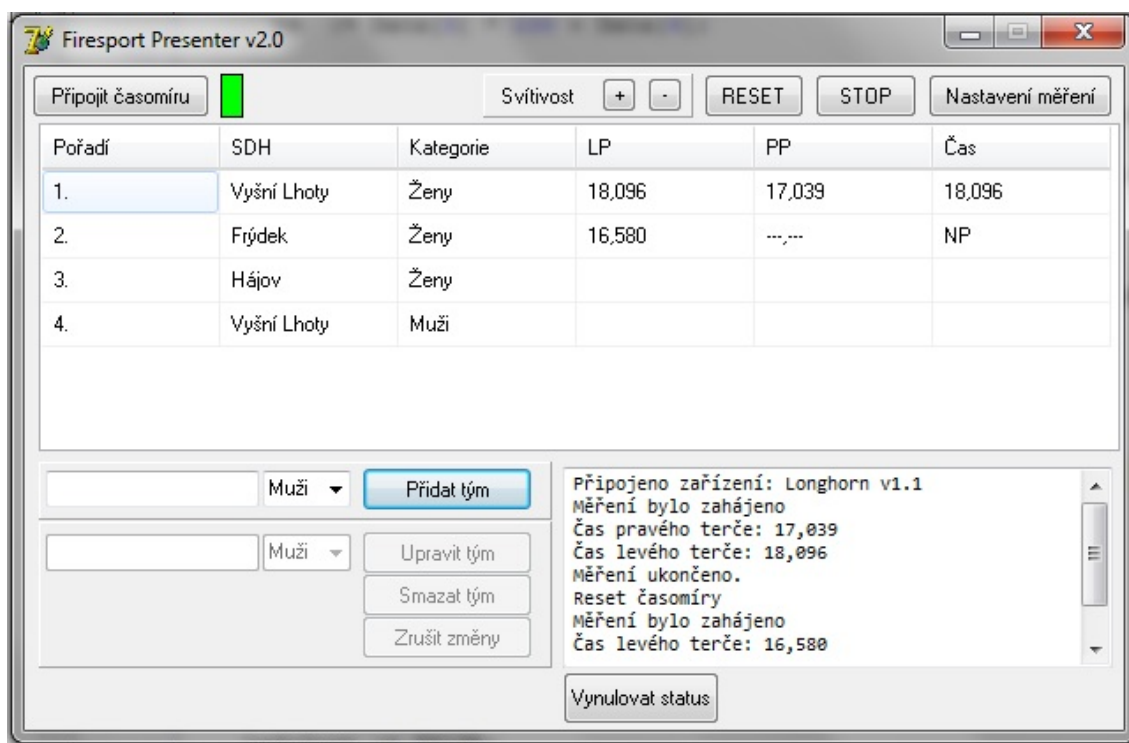 Firesport Presenter v2.0
Připojit časomíru Svítivost + - RESET STOP Nastavení měření
Pořadí SDH Kategorie LP PP Čas
1. Vyšní Lhoty Ženy 18,096 17,039 18,096
2. Frýdek Ženy 16,580 ---,--- NP
3. Hájov Ženy
4. Vyšní Lhoty Muži
Muži Přidat tým
Muži Upravit tým
Smazat tým
Zrušit změny
Připojeno zařízení: Longhorn v1.1
Měření bylo zahájeno
Čas pravého terče: 17,039
Čas levého terče: 18,096
Měření ukončeno.
Reset časomíry
Měření bylo zahájeno
Čas levého terče: 16,580
Vynulovat status